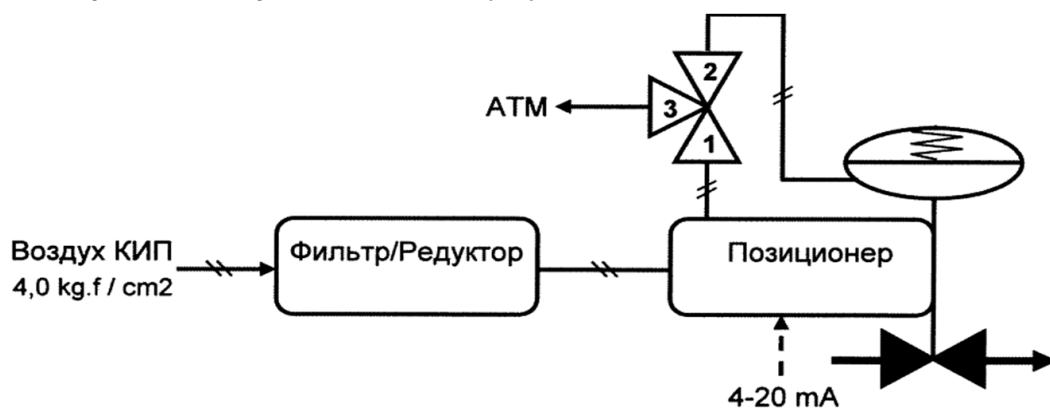 2
АТМ
3
1
Воздух КИП
4,0 kg.f / cm2
Фильтр/Редуктор
Позиционер
4-20 mA